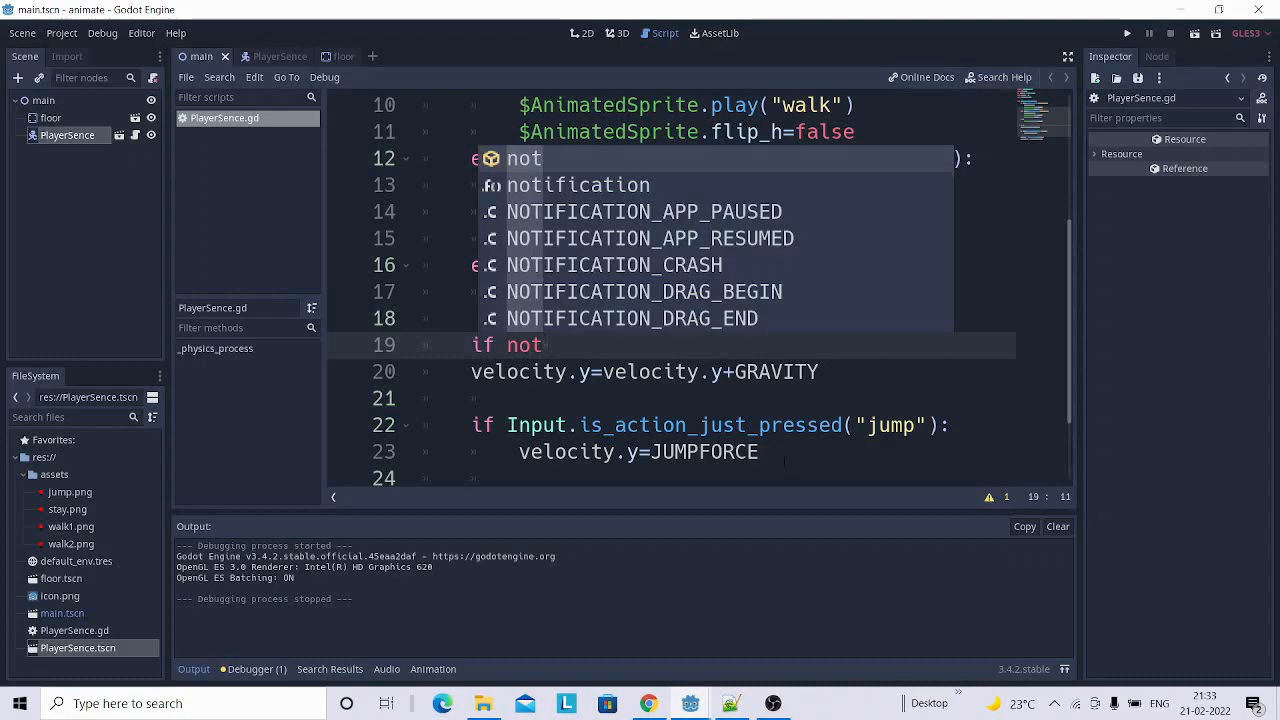 main.tscn - Godot Engine
Scene Project Debug Editor Help
2D 3D Script AssetLib
GLES3
Scene Import
main PlayerSence floor
Inspector Node
Filter nodes
File Search Edit Go To Debug
Online Docs Search Help
main
floor
PlayerSence
Filter scripts
PlayerSence.gd
PlayerSence.gd
Filter methods
_physics_process
10 $AnimatedSprite.play("walk")
11 $AnimatedSprite.flip_h=false
12 e ):
13
14
15
16 e
17
18
19 if not
20 velocity.y=velocity.y+GRAVITY
21
22 if Input.is_action_just_pressed("jump"):
23 velocity.y=JUMPFORCE
24
not
notification
NOTIFICATION_APP_PAUSED
NOTIFICATION_APP_RESUMED
NOTIFICATION_CRASH
NOTIFICATION_DRAG_BEGIN
NOTIFICATION_DRAG_END
1 19 : 11
PlayerSence.gd
Filter properties
Resource
Resource
Reference
FileSystem
res://PlayerSence.tscn
Search files
Favorites:
res://
assets
jump.png
stay.png
walk1.png
walk2.png
default_env.tres
floor.tscn
icon.png
main.tscn
PlayerSence.gd
PlayerSence.tscn
Output:
Copy Clear
--- Debugging process started ---
Godot Engine v3.4.2.stable.official.45eaa2daf - https://godotengine.org
OpenGL ES 3.0 Renderer: Intel(R) HD Graphics 620
OpenGL ES Batching: ON
--- Debugging process stopped ---
Output Debugger (1) Search Results Audio Animation
3.4.2.stable
Type here to search
Desktop
23°C
ENG
21:33
21-02-2022
2